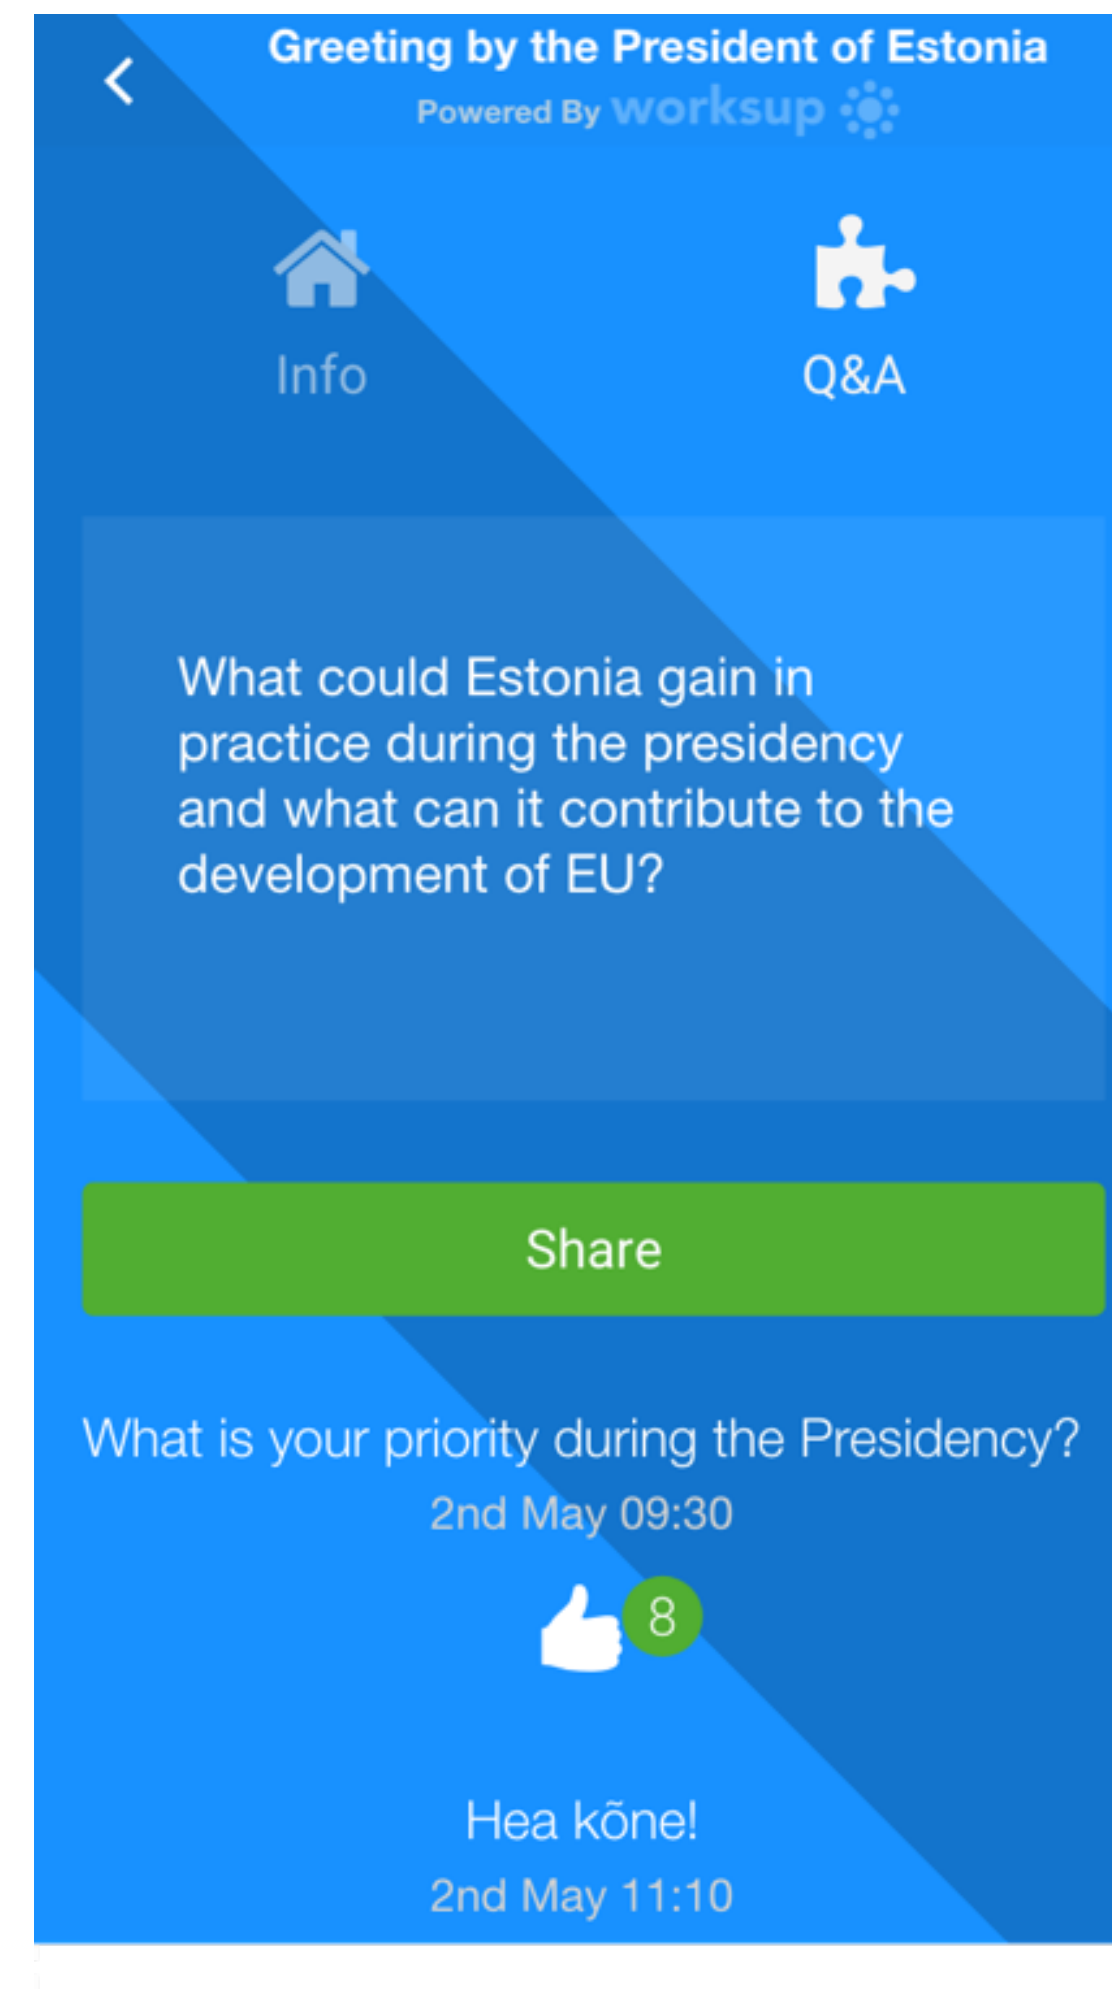 Greeting by the President of Estonia
Powered By worksup
Info
Q&A
What could Estonia gain in
practice during the presidency
and what can it contribute to the
development of EU?
Share
What is your priority during the Presidency?
2nd May 09:30
8
Hea kõne!
2nd May 11:10